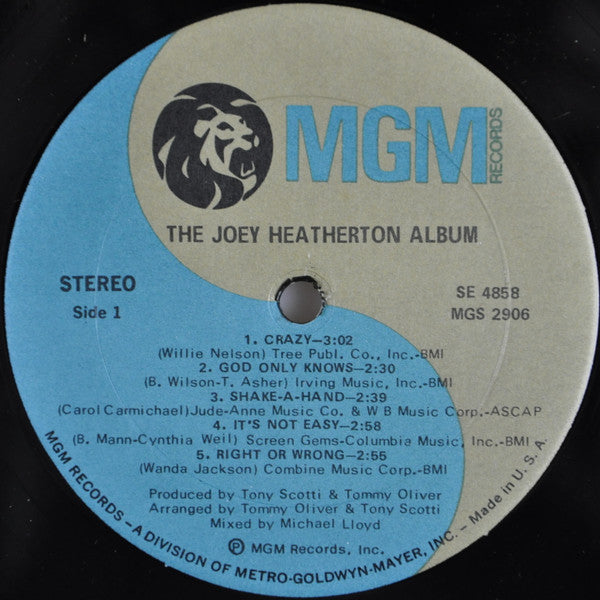 MGM
RECORDS
THE JOEY HEATHERTON ALBUM
STEREO
Side 1
SE 4858
MGS 2906
1. CRAZY—3:02
(Willie Nelson) Tree Publ. Co., Inc.-BMI
2. GOD ONLY KNOWS—2:30
(B. Wilson-T. Asher) Irving Music, Inc.-BMI
3. SHAKE-A-HAND—2:39
(Carol Carmichael)Jude-Anne Music Co. & W B Music Corp.-ASCAP
4. IT'S NOT EASY—2:58
(B. Mann-Cynthia Weil) Screen Gems-Columbia Music, Inc.-BMI
5. RIGHT OR WRONG—2:55
(Wanda Jackson) Combine Music Corp.-BMI
Produced by Tony Scotti & Tommy Oliver
Arranged by Tommy Oliver & Tony Scotti
Mixed by Michael Lloyd
Ⓟ MGM Records, Inc.
MGM RECORDS – A DIVISION OF METRO-GOLDWYN-MAYER, INC. – Made in U. S. A.